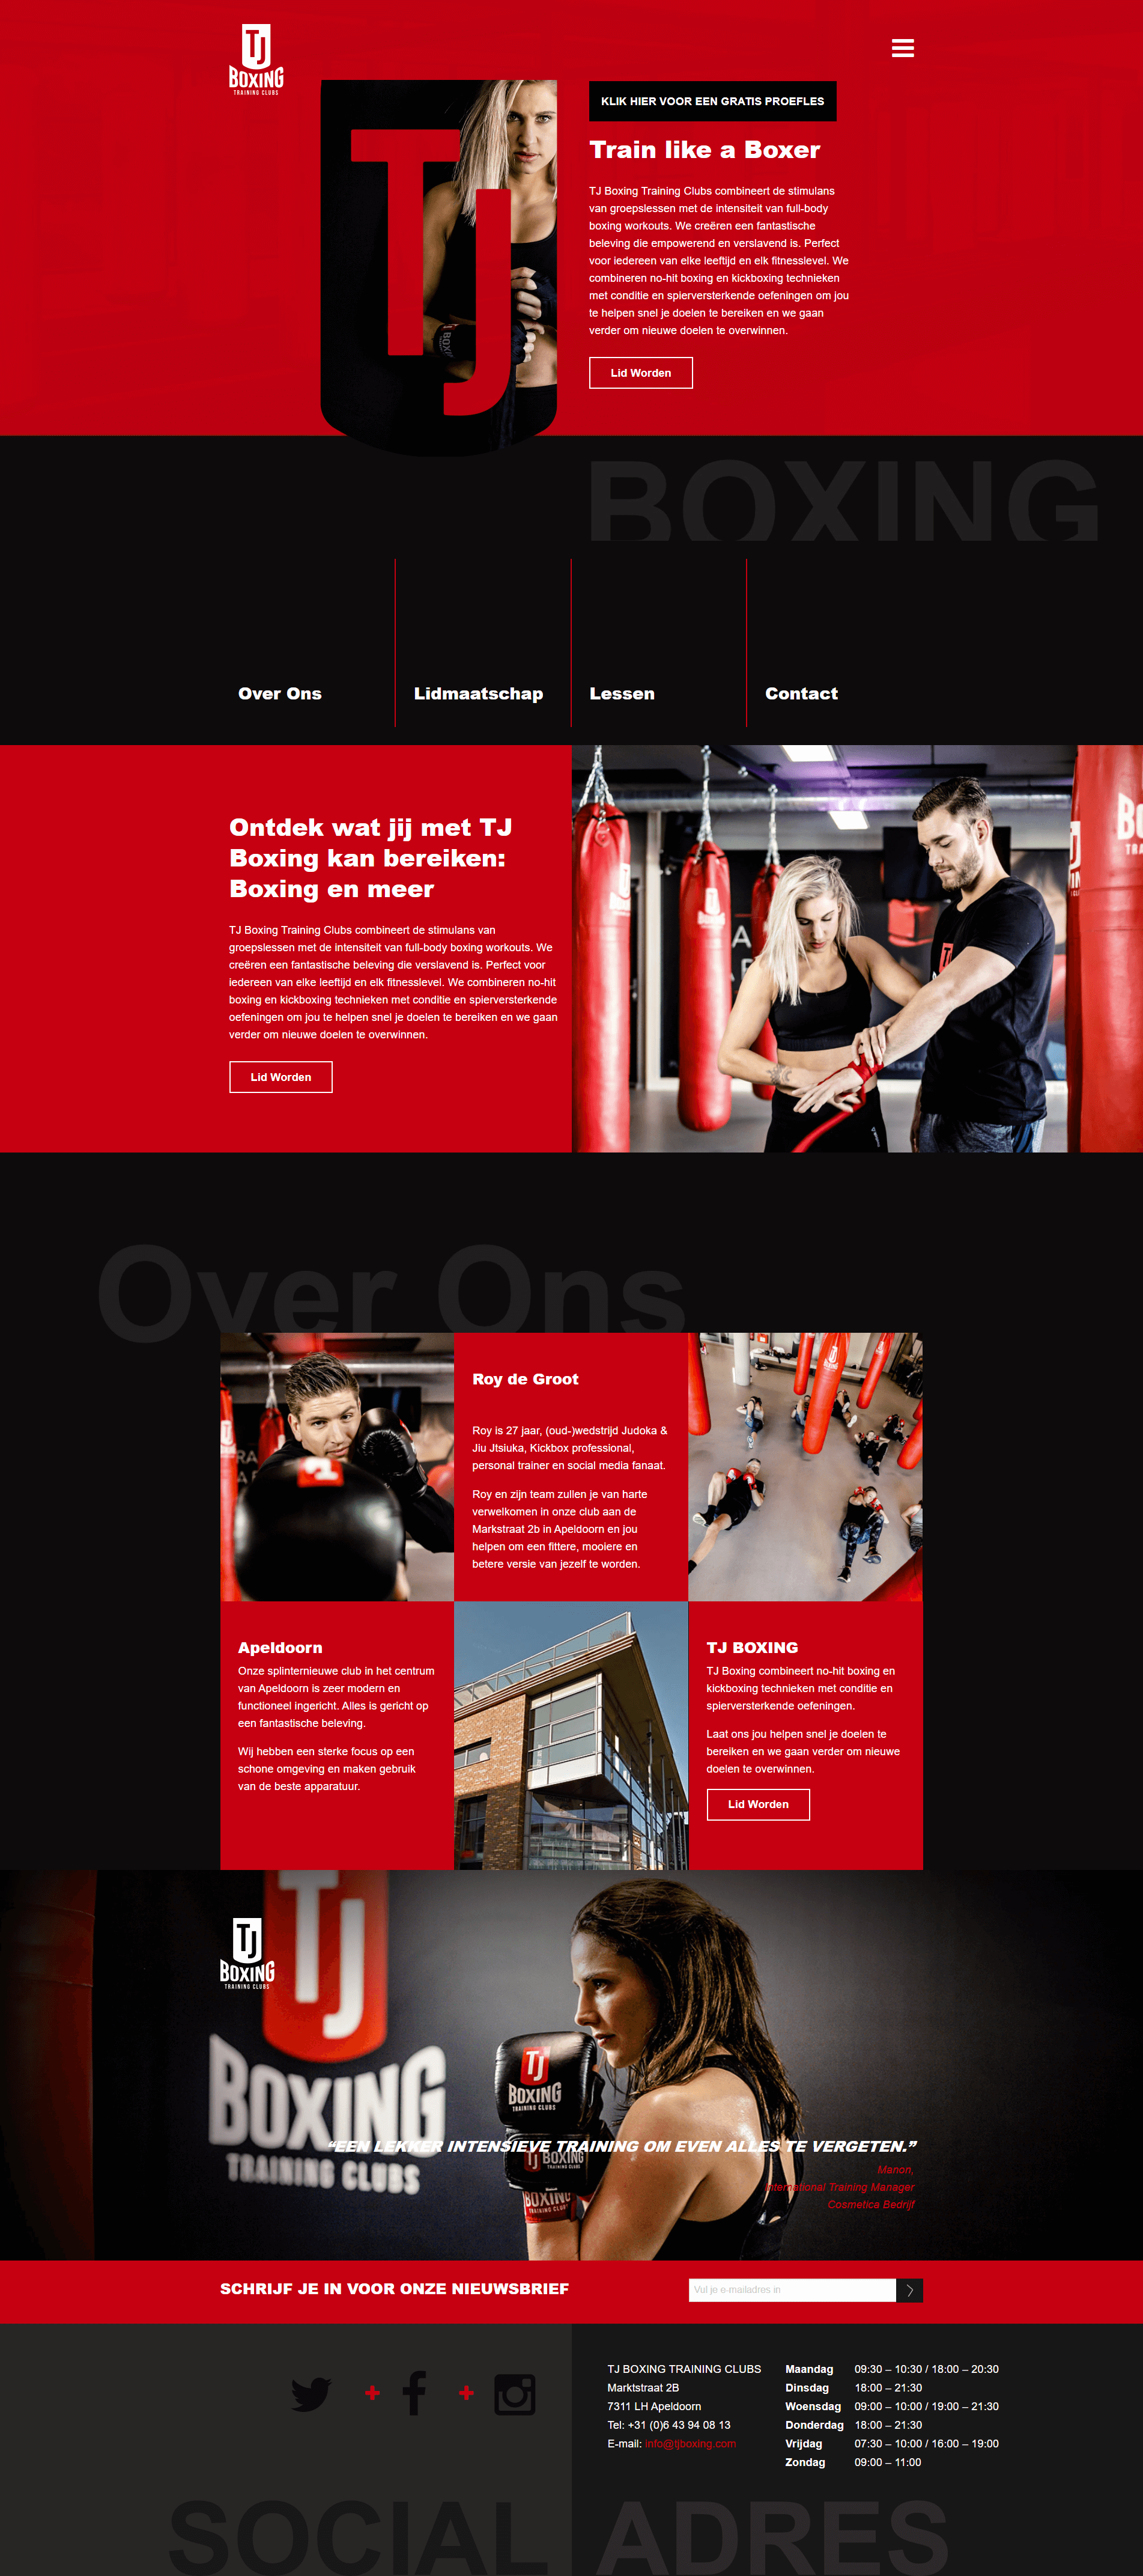 TJ
BOXING
TRAINING CLUBS
KLIK HIER VOOR EEN GRATIS PROEFLES
TJ
Train like a Boxer
TJ Boxing Training Clubs combineert de stimulans
van groepslessen met de intensiteit van full-body
boxing workouts. We creëren een fantastische
beleving die empowerend en verslavend is. Perfect
voor iedereen van elke leeftijd en elk fitnesslevel. We
combineren no-hit boxing en kickboxing technieken
met conditie en spierversterkende oefeningen om jou
te helpen snel je doelen te bereiken en we gaan
verder om nieuwe doelen te overwinnen.
Lid Worden
BOXING
Over Ons
Lidmaatschap
Lessen
Contact
Ontdek wat jij met TJ
Boxing kan bereiken:
Boxing en meer
TJ Boxing Training Clubs combineert de stimulans van
groepslessen met de intensiteit van full-body boxing workouts. We
creëren een fantastische beleving die verslavend is. Perfect voor
iedereen van elke leeftijd en elk fitnesslevel. We combineren no-hit
boxing en kickboxing technieken met conditie en spierversterkende
oefeningen om jou te helpen snel je doelen te bereiken en we gaan
verder om nieuwe doelen te overwinnen.
Lid Worden
Over Ons
Roy de Groot
Roy is 27 jaar, (oud-)wedstrijd Judoka &
Jiu Jtsiuka, Kickbox professional,
personal trainer en social media fanaat.
Roy en zijn team zullen je van harte
verwelkomen in onze club aan de
Markstraat 2b in Apeldoorn en jou
helpen om een fittere, mooiere en
betere versie van jezelf te worden.
Apeldoorn
Onze splinternieuwe club in het centrum
van Apeldoorn is zeer modern en
functioneel ingericht. Alles is gericht op
een fantastische beleving.
Wij hebben een sterke focus op een
schone omgeving en maken gebruik
van de beste apparatuur.
TJ BOXING
TJ Boxing combineert no-hit boxing en
kickboxing technieken met conditie en
spierversterkende oefeningen.
Laat ons jou helpen snel je doelen te
bereiken en we gaan verder om nieuwe
doelen te overwinnen.
Lid Worden
TJ
BOXING
TRAINING CLUBS
TJ
BOXING
TRAINING CLUBS
TJ
BOXING
TRAINING CLUBS
BOXING
“EEN LEKKER INTENSIEVE TRAINING OM EVEN ALLES TE VERGETEN.”
Manon,
International Training Manager
Cosmetica Bedrijf
SCHRIJF JE IN VOOR ONZE NIEUWSBRIEF
Vul je e-mailadres in
TJ BOXING TRAINING CLUBS
Marktstraat 2B
7311 LH Apeldoorn
Tel: +31 (0)6 43 94 08 13
E-mail: info@tjboxing.com
Maandag 09:30 – 10:30 / 18:00 – 20:30
Dinsdag 18:00 – 21:30
Woensdag 09:00 – 10:00 / 19:00 – 21:30
Donderdag 18:00 – 21:30
Vrijdag 07:30 – 10:00 / 16:00 – 19:00
Zondag 09:00 – 11:00
SOCIAL
ADRES